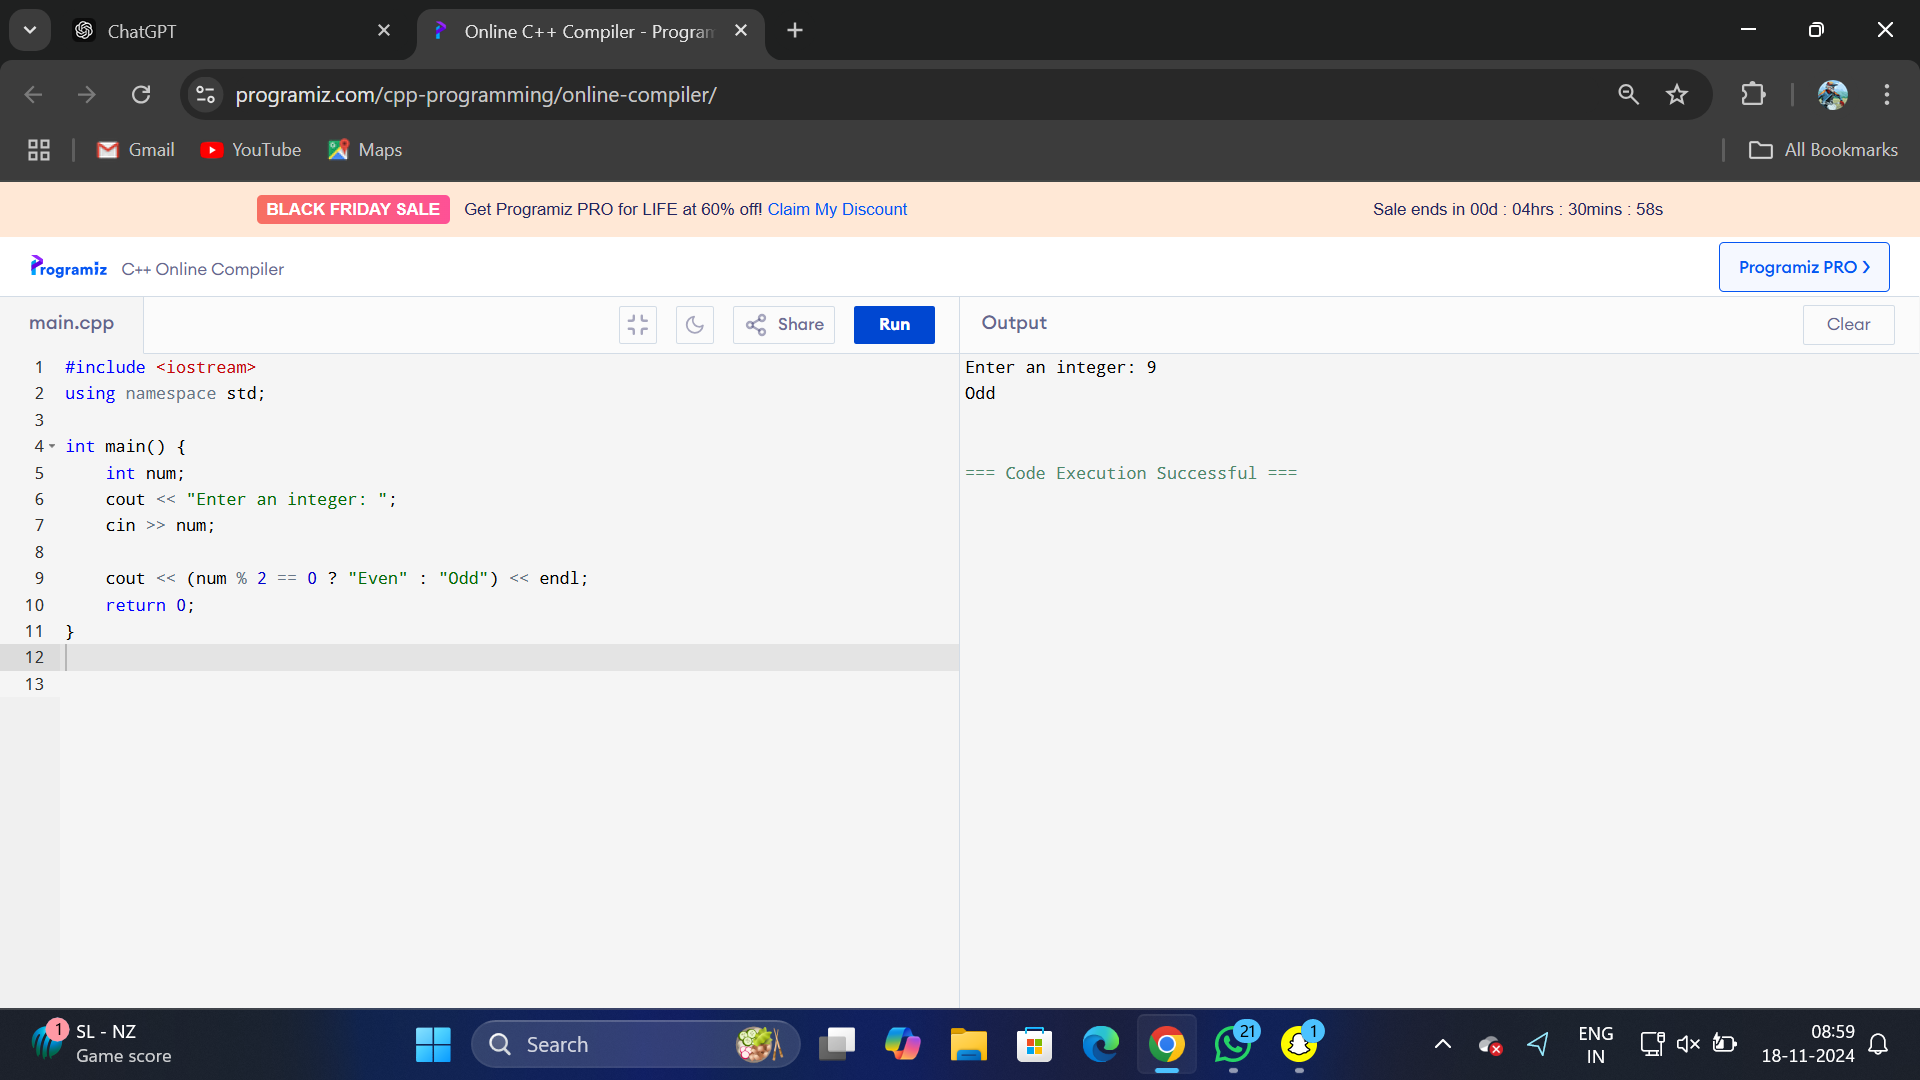 ChatGPT
Online C++ Compiler - Program
programiz.com/cpp-programming/online-compiler/
Gmail
YouTube
Maps
All Bookmarks
BLACK FRIDAY SALE Get Programiz PRO for LIFE at 60% off! Claim My Discount
Sale ends in 00d : 04hrs : 30mins : 58s
Programiz C++ Online Compiler
Programiz PRO >
main.cpp
Share
Run
Output
Clear
1 #include <iostream>
2 using namespace std;
3
4 int main() {
5 int num;
6 cout << "Enter an integer: ";
7 cin >> num;
8
9 cout << (num % 2 == 0 ? "Even" : "Odd") << endl;
10 return 0;
11 }
12
13
Enter an integer: 9
Odd
=== Code Execution Successful ===
1
SL - NZ
Game score
Search
21
1
ENG
IN
08:59
18-11-2024